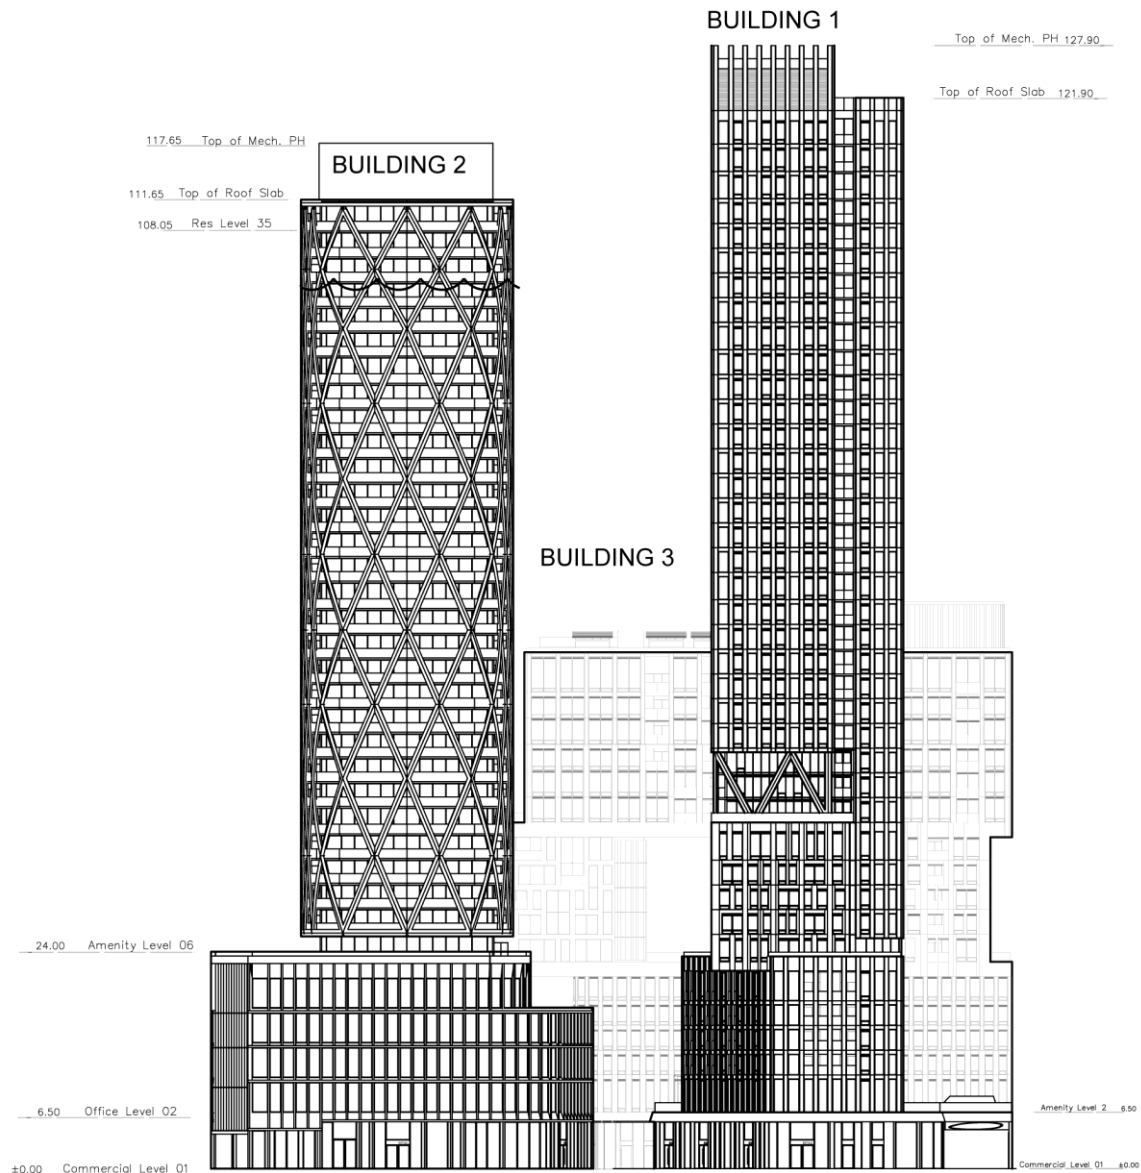 BUILDING 1
Top of Mech. PH 127.90
Top of Roof Slab 121.90
117.65 Top of Mech. PH
BUILDING 2
111.65 Top of Roof Slab
108.05 Res Level 35
BUILDING 3
24.00 Amenity Level 06
6.50 Office Level 02
Amenity Level 2 6.50
±0.00 Commercial Level 01
Commercial Level 01 ±0.00